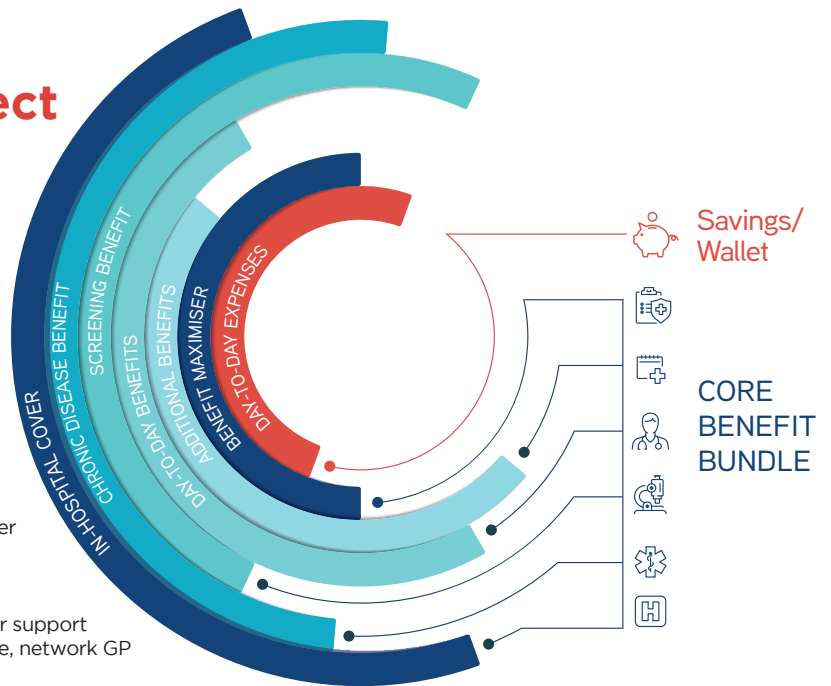 ect
IN-HOSPITAL COVER
CHRONIC DISEASE BENEFIT
SCREENING BENEFIT
DAY-TO-DAY BENEFITS
ADDITIONAL BENEFITS
BENEFIT MAXIMISER
DAY-TO-DAY EXPENSES
Savings/
Wallet
CORE
BENEFIT
BUNDLE
H
er
r support
e, network GP